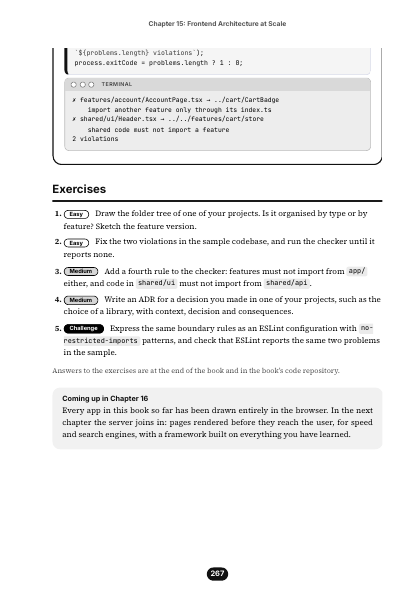 Chapter 15: Frontend Architecture at Scale
`${problems.length} violations`);
process.exitCode = problems.length ? 1 : 0;
TERMINAL
✗ features/account/AccountPage.tsx → ../cart/CartBadge
import another feature only through its index.ts
✗ shared/ui/Header.tsx → ../../features/cart/store
shared code must not import a feature
2 violations
Exercises
1. Easy Draw the folder tree of one of your projects. Is it organised by type or by
feature? Sketch the feature version.
2. Easy Fix the two violations in the sample codebase, and run the checker until it
reports none.
3. Medium Add a fourth rule to the checker: features must not import from app/
either, and code in shared/ui must not import from shared/api.
4. Medium Write an ADR for a decision you made in one of your projects, such as the
choice of a library, with context, decision and consequences.
5. Challenge Express the same boundary rules as an ESLint configuration with no-
restricted-imports patterns, and check that ESLint reports the same two problems
in the sample.
Answers to the exercises are at the end of the book and in the book's code repository.
Coming up in Chapter 16
Every app in this book so far has been drawn entirely in the browser. In the next
chapter the server joins in: pages rendered before they reach the user, for speed
and search engines, with a framework built on everything you have learned.
267